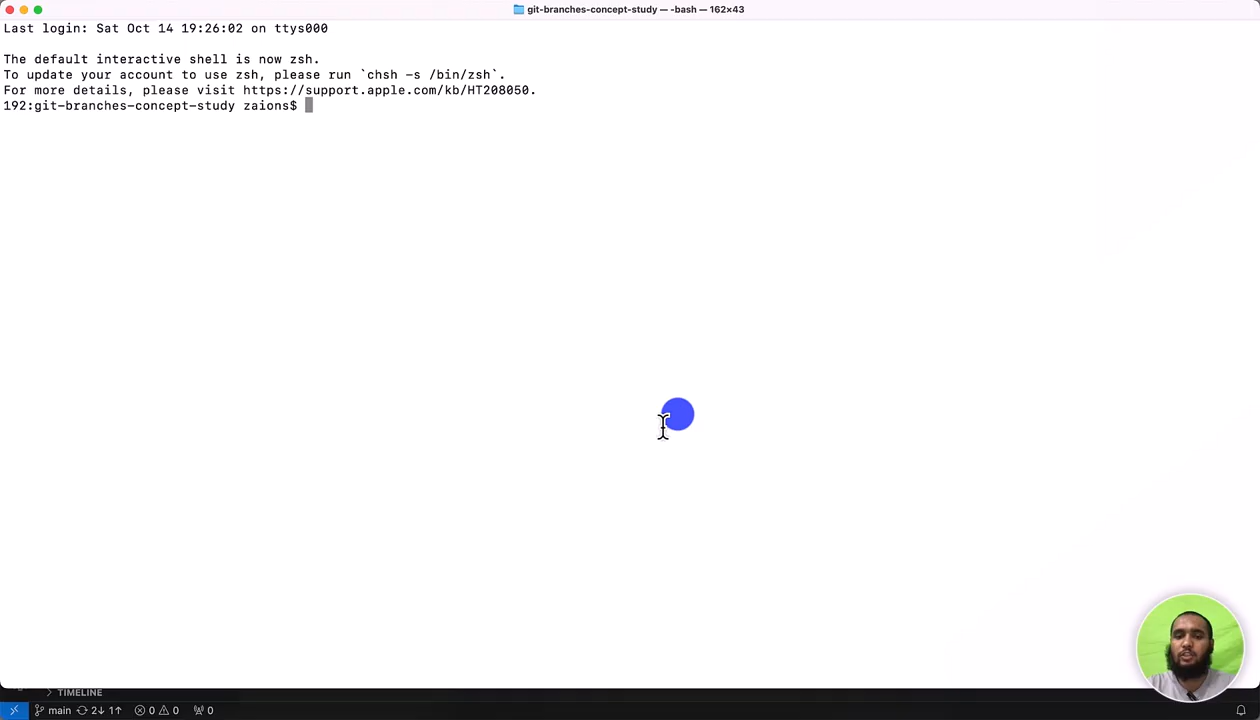 git-branches-concept-study — -bash — 162×43
Last login: Sat Oct 14 19:26:02 on ttys000
The default interactive shell is now zsh.
To update your account to use zsh, please run `chsh -s /bin/zsh`.
For more details, please visit https://support.apple.com/kb/HT208050.
192:git-branches-concept-study zaions$
TIMELINE
main 2↓ 1↑ 0 0 0